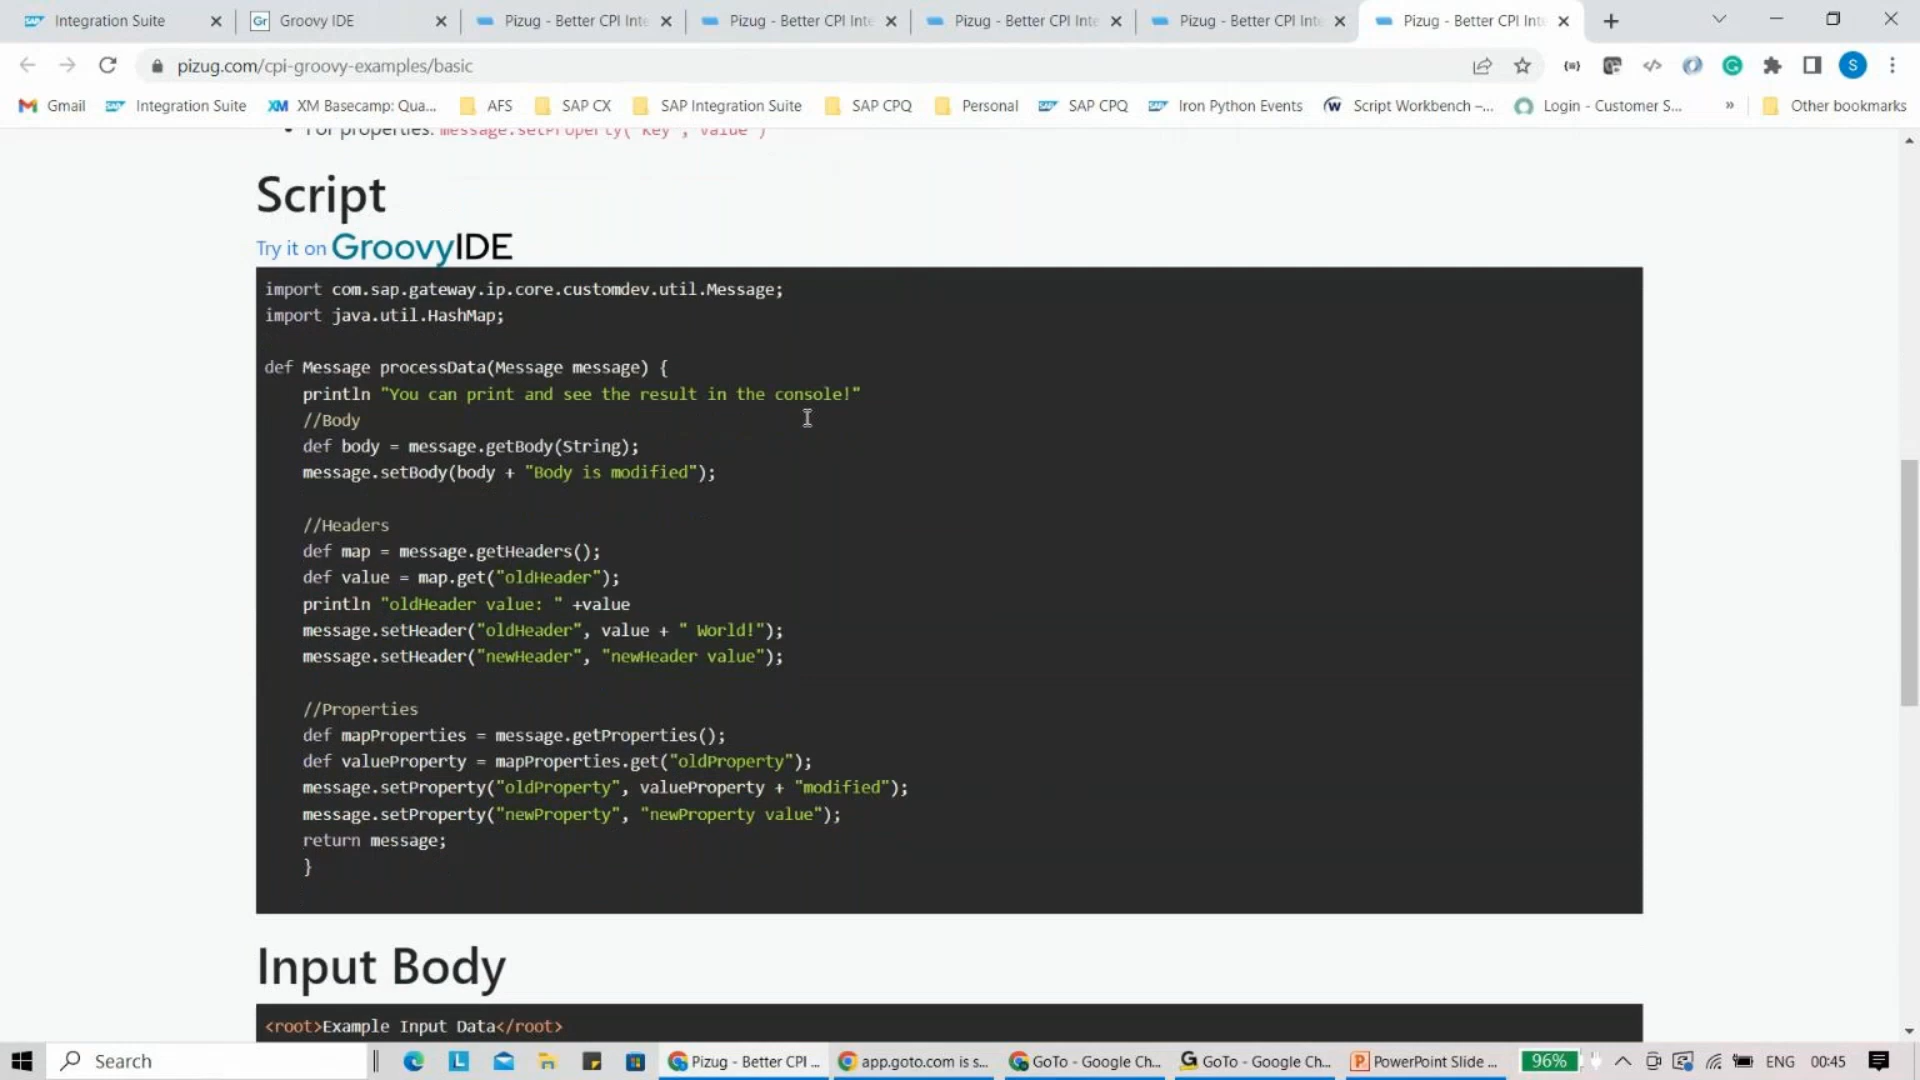 Integration Suite
Groovy IDE
Pizug - Better CPI Inte
Pizug - Better CPI Inte
Pizug - Better CPI Inte
Pizug - Better CPI Inte
Pizug - Better CPI Inte
pizug.com/cpi-groovy-examples/basic
S
Gmail
Integration Suite
XM Basecamp: Qua...
AFS
SAP CX
SAP Integration Suite
SAP CPQ
Personal
SAP CPQ
Iron Python Events
Script Workbench –...
Login - Customer S...
»
Other bookmarks
• For properties: message.setProperty("key", value")
Script
Try it on GroovyIDE
import com.sap.gateway.ip.core.customdev.util.Message;
import java.util.HashMap;
def Message processData(Message message) {
println "You can print and see the result in the console!"
//Body
def body = message.getBody(String);
message.setBody(body + "Body is modified");
//Headers
def map = message.getHeaders();
def value = map.get("oldHeader");
println "oldHeader value: " +value
message.setHeader("oldHeader", value + " World!");
message.setHeader("newHeader", "newHeader value");
//Properties
def mapProperties = message.getProperties();
def valueProperty = mapProperties.get("oldProperty");
message.setProperty("oldProperty", valueProperty + "modified");
message.setProperty("newProperty", "newProperty value");
return message;
}
Input Body
<root>Example Input Data</root>
Search
Pizug - Better CPI ...
app.goto.com is s...
GoTo - Google Ch...
GoTo - Google Ch...
PowerPoint Slide ...
96%
ENG
00:45